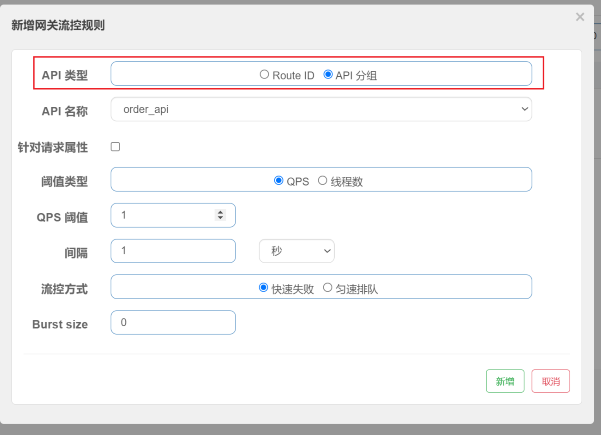 新增网关流控规则
×
API 类型 Route ID API 分组
API 名称 order_api
针对请求属性
阈值类型 QPS 线程数
QPS 阈值 1
间隔 1 秒
流控方式 快速失败 匀速排队
Burst size 0
新增 取消